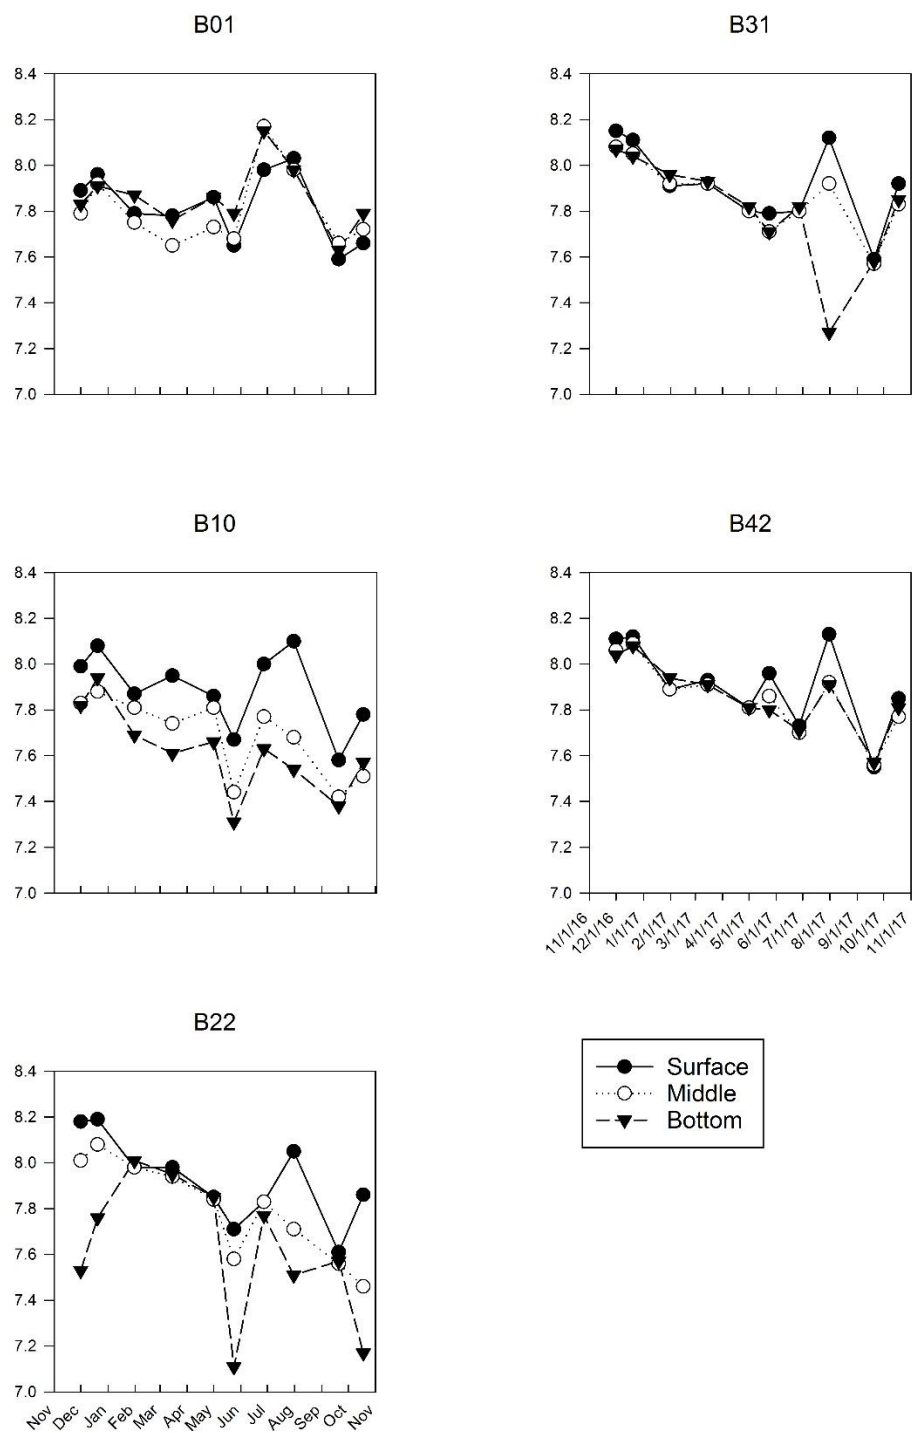 B01
8.4
8.2
8.0
7.8
7.6
7.4
7.2
7.0
B31
8.4
8.2
8.0
7.8
7.6
7.4
7.2
7.0
B10
8.4
8.2
8.0
7.8
7.6
7.4
7.2
7.0
B42
8.4
8.2
8.0
7.8
7.6
7.4
7.2
7.0
11/1/16
12/1/16
1/1/17
2/1/17
3/1/17
4/1/17
5/1/17
6/1/17
7/1/17
8/1/17
9/1/17
10/1/17
11/1/17
B22
8.4
8.2
8.0
7.8
7.6
7.4
7.2
7.0
Nov
Dec
Jan
Feb
Mar
Apr
May
Jun
Jul
Aug
Sep
Oct
Nov
Surface
Middle
Bottom